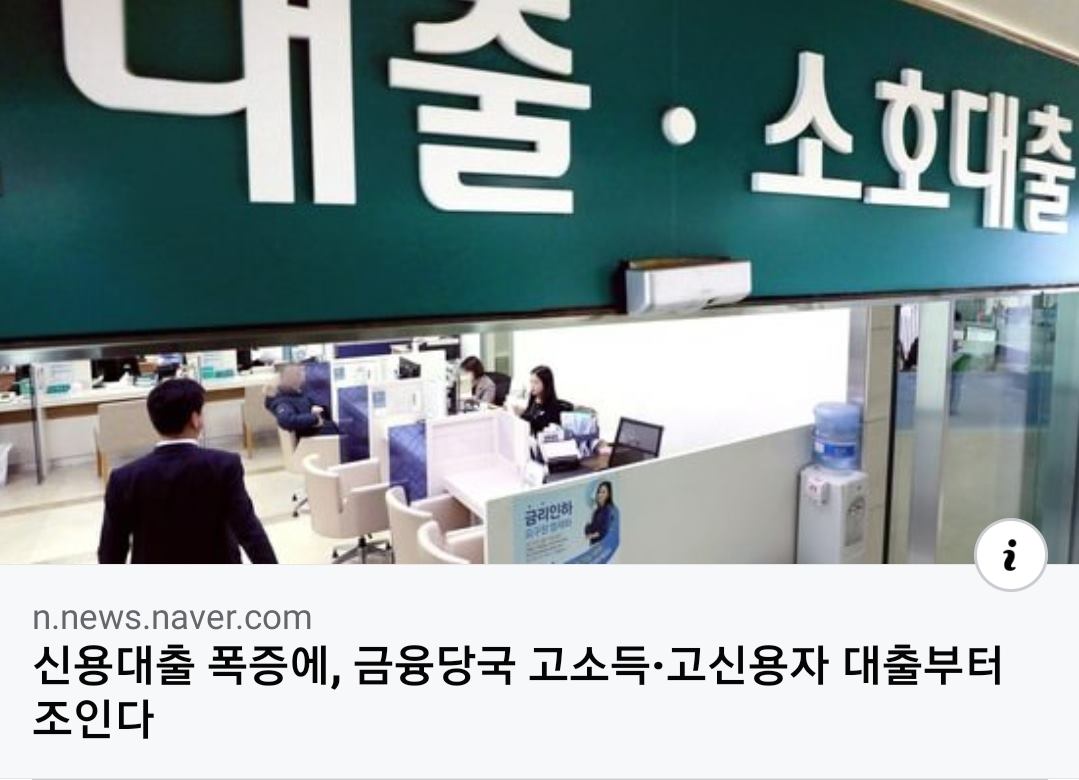 대출 · 소호대출
금리인하
n.news.naver.com
신용대출 폭증에, 금융당국 고소득·고신용자 대출부터
조인다